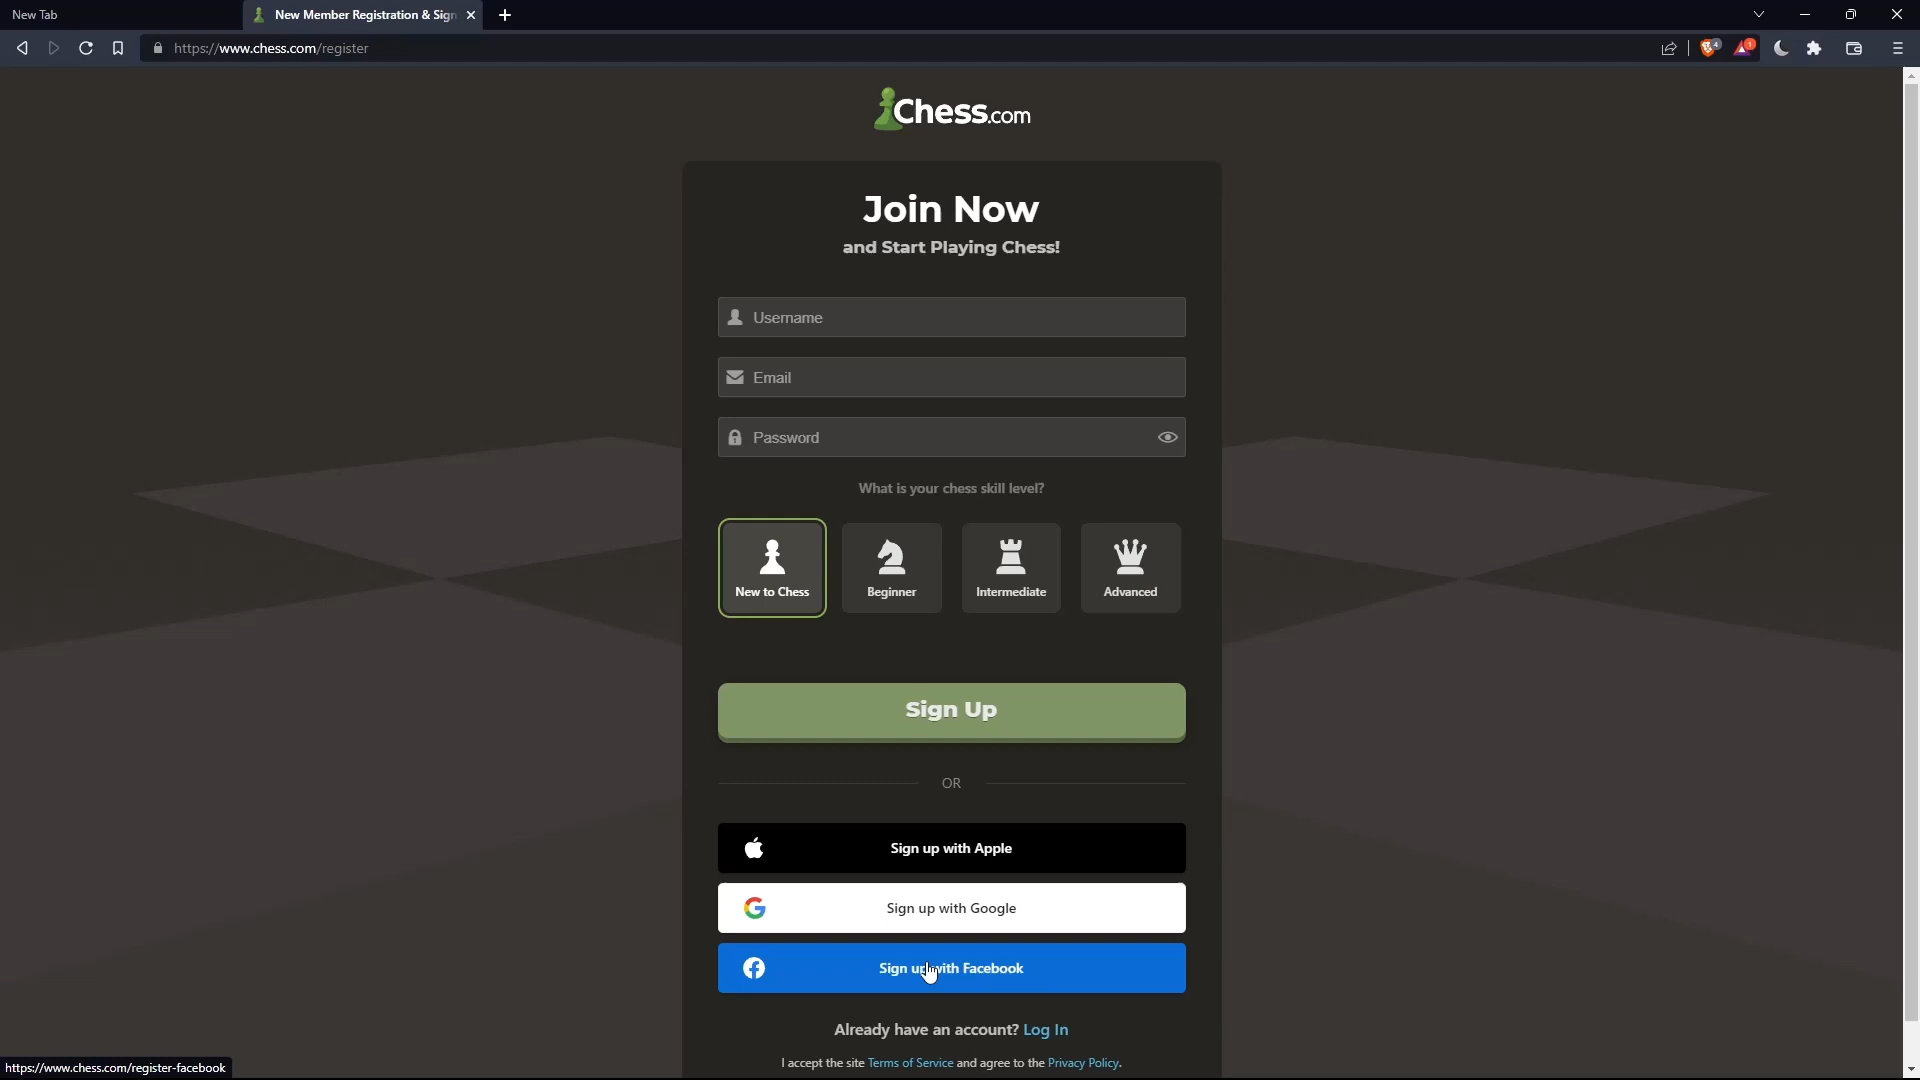 New Tab
New Member Registration & Sign
https://www.chess.com/register
4
1
Chess.com
Join Now
and Start Playing Chess!
Username
Email
Password
What is your chess skill level?
New to Chess
Beginner
Intermediate
Advanced
Sign Up
OR
Sign up with Apple
Sign up with Google
Sign up with Facebook
Already have an account? Log In
https://www.chess.com/register-facebook
I accept the site Terms of Service and agree to the Privacy Policy.